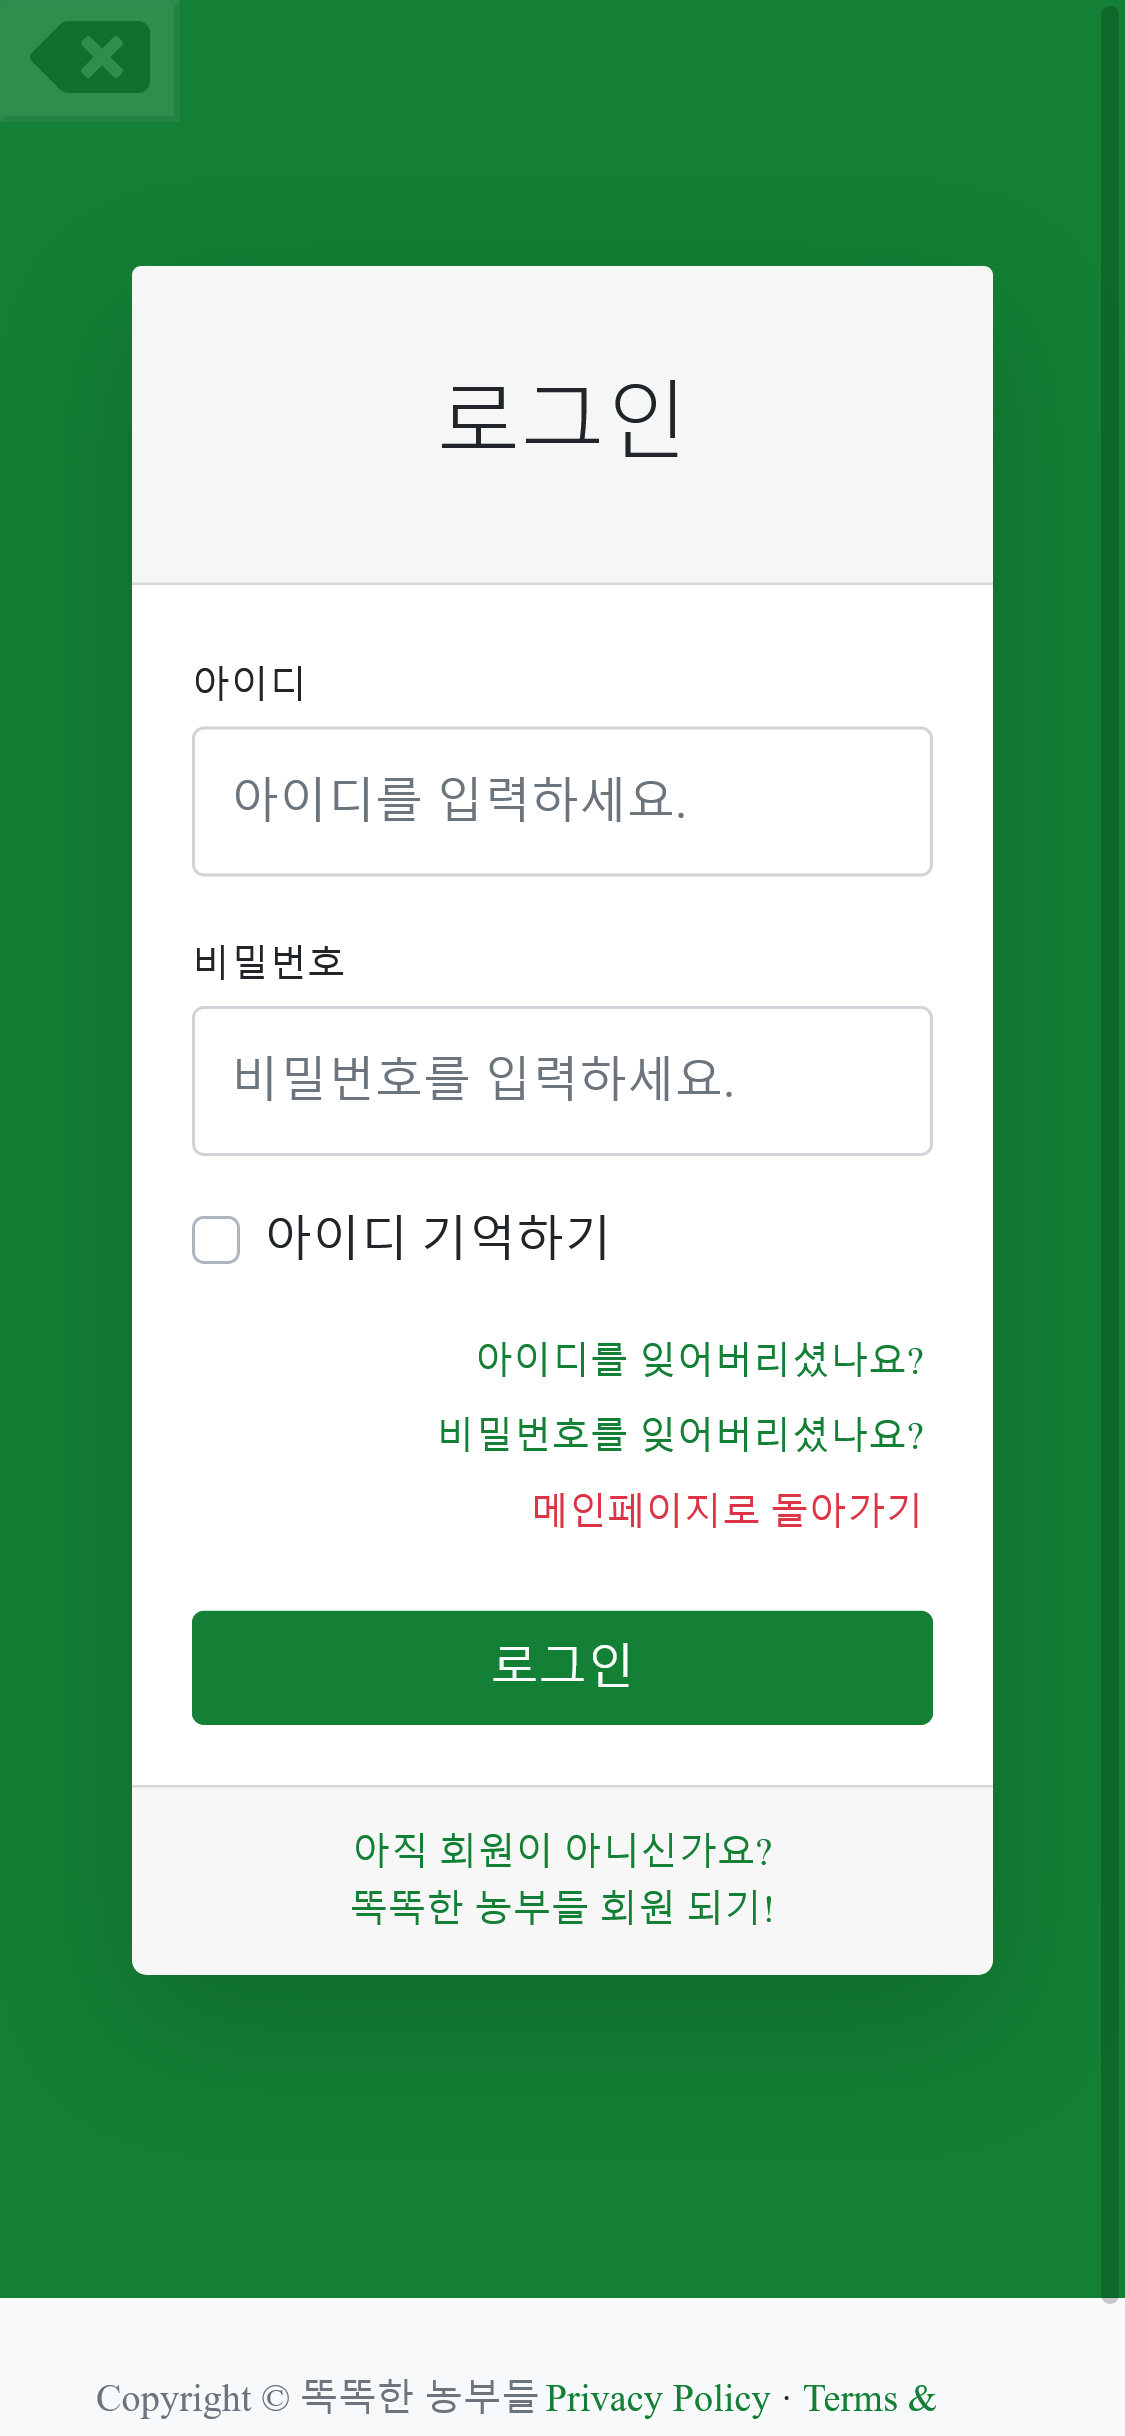 로그인
아이디
아이디를 입력하세요.
비밀번호
비밀번호를 입력하세요.
아이디 기억하기
아이디를 잊어버리셨나요?
비밀번호를 잊어버리셨나요?
메인페이지로 돌아가기
로그인
아직 회원이 아니신가요?
똑똑한 농부들 회원 되기!
Copyright © 똑똑한 농부들 Privacy Policy · Terms &